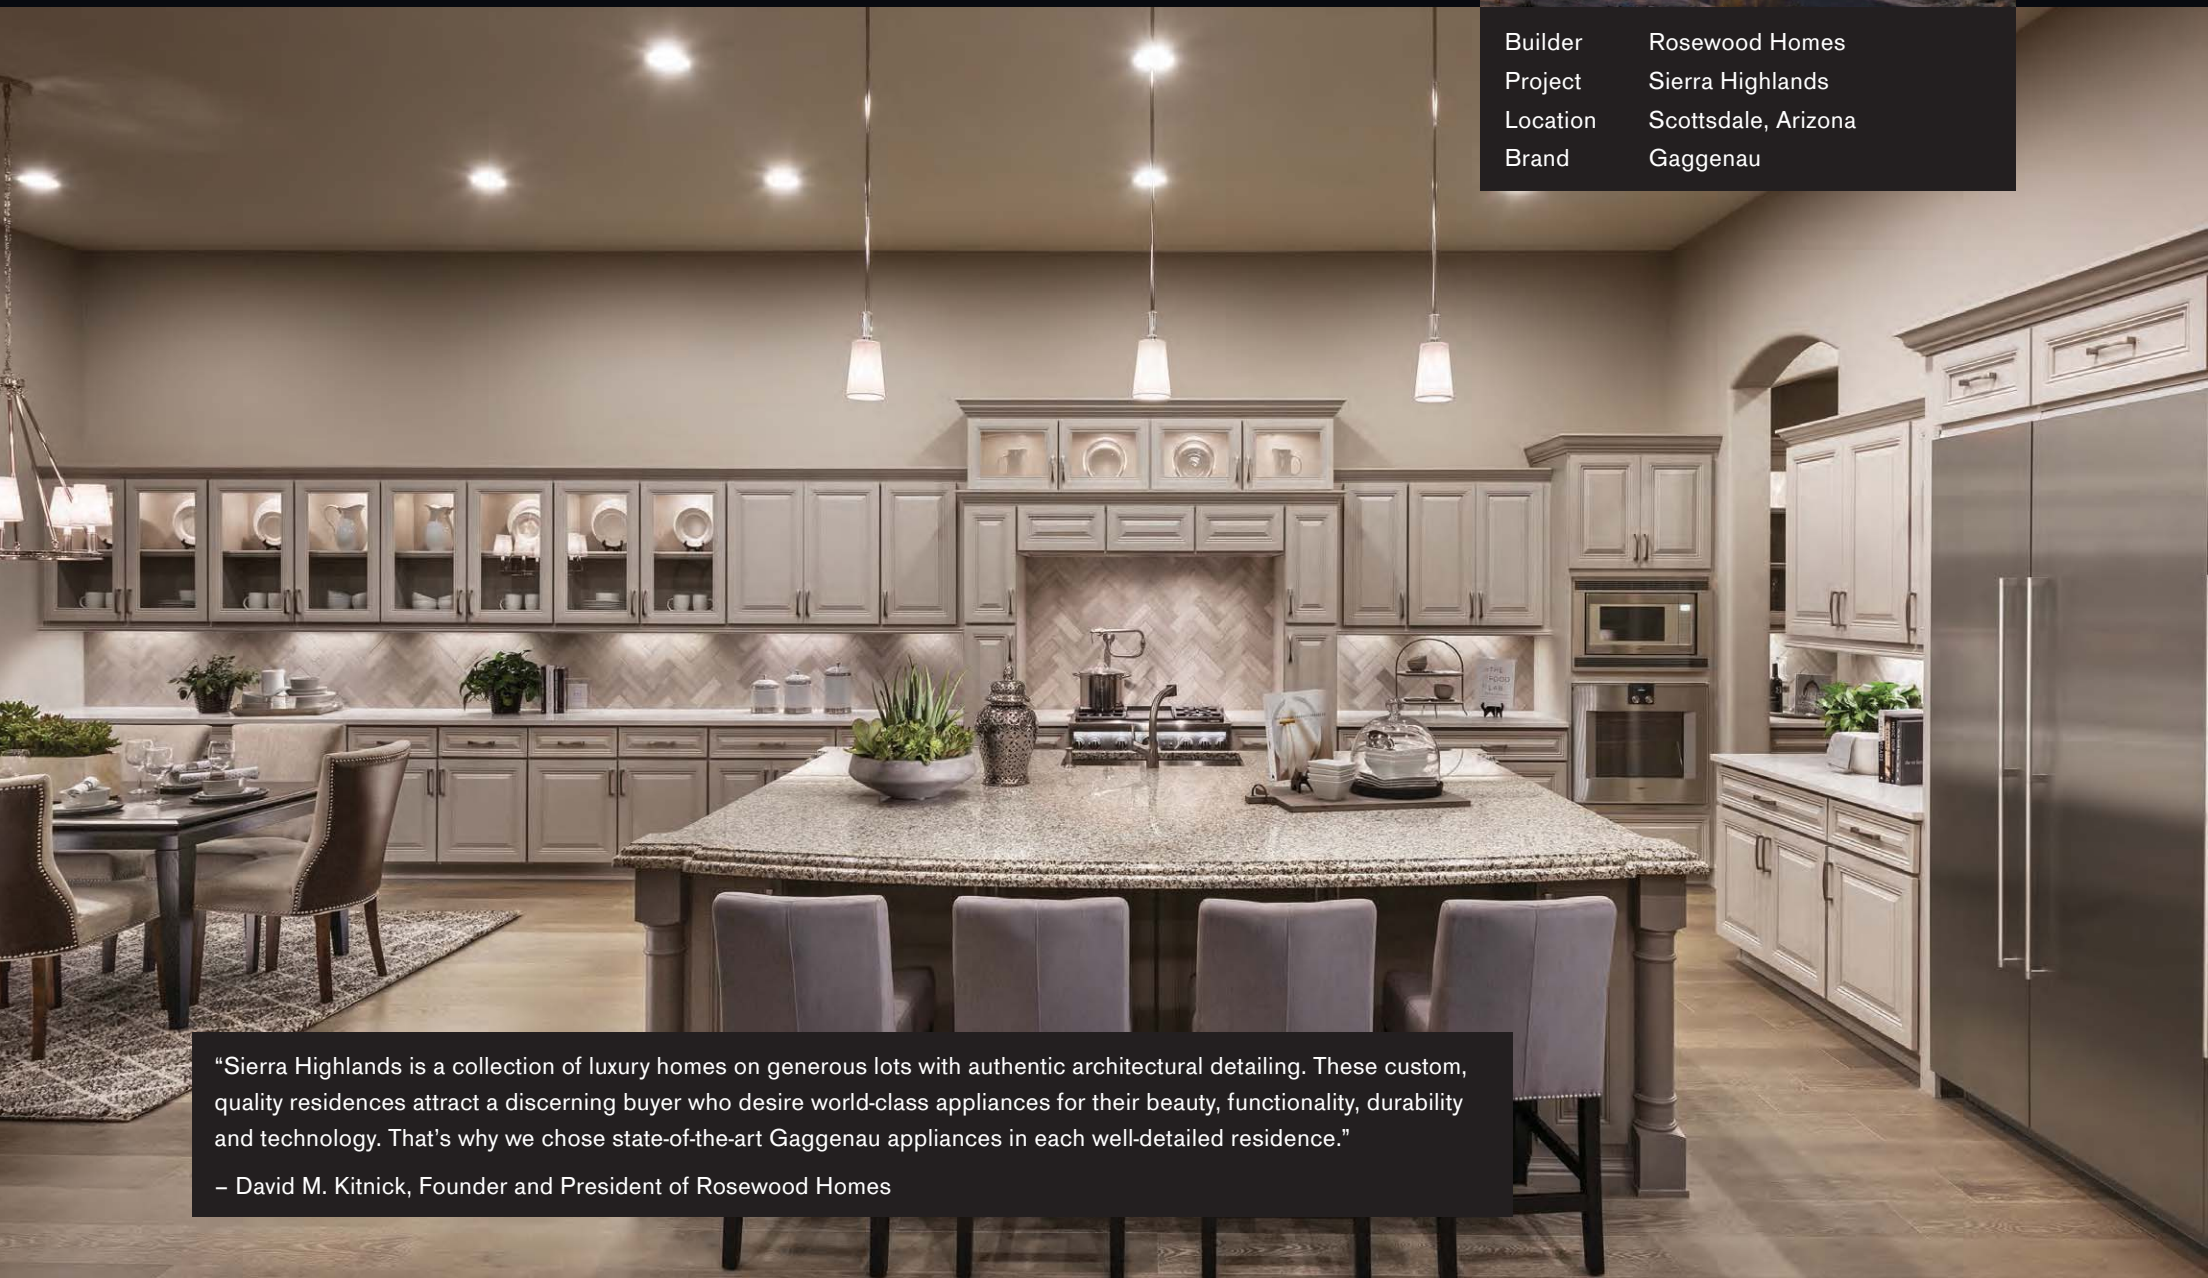 Builder Rosewood Homes
Project Sierra Highlands
Location Scottsdale, Arizona
Brand Gaggenau
THE
FOOD
LAB
“Sierra Highlands is a collection of luxury homes on generous lots with authentic architectural detailing. These custom,
quality residences attract a discerning buyer who desire world-class appliances for their beauty, functionality, durability
and technology. That’s why we chose state-of-the-art Gaggenau appliances in each well-detailed residence.”
– David M. Kitnick, Founder and President of Rosewood Homes